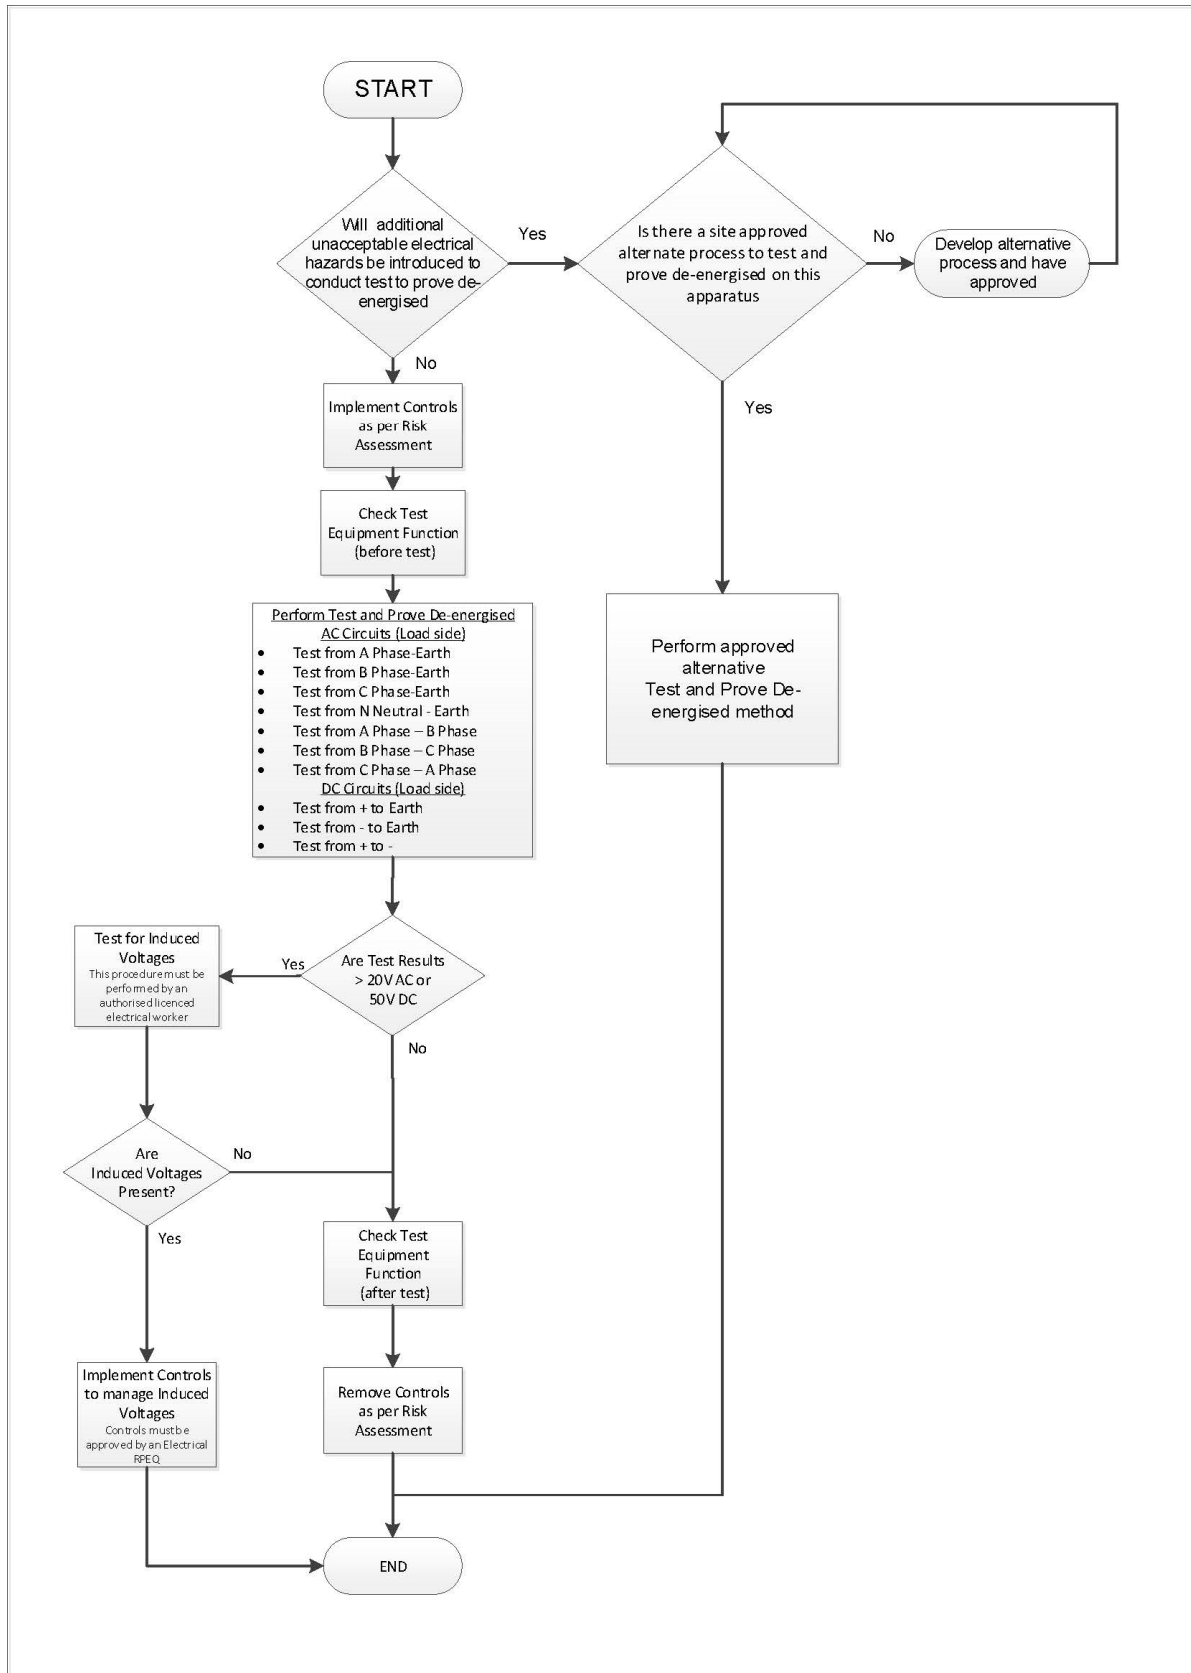 START
Will additional
unacceptable electrical
hazards be introduced to
conduct test to prove de-
energised
Yes
Is there a site approved
alternate process to test and
prove de-energised on this
apparatus
No
Develop alternative
process and have
approved
No
Implement Controls
as per Risk
Assessment
Yes
Check Test
Equipment Function
(before test)
Perform Test and Prove De-energised
AC Circuits (Load side)
• Test from A Phase-Earth
• Test from B Phase-Earth
• Test from C Phase-Earth
• Test from N Neutral - Earth
• Test from A Phase – B Phase
• Test from B Phase – C Phase
• Test from C Phase – A Phase
DC Circuits (Load side)
• Test from + to Earth
• Test from - to Earth
• Test from + to -
Perform approved
alternative
Test and Prove De-
energised method
Are Test Results
> 20V AC or
50V DC
Yes
Test for Induced
Voltages
This procedure must be
performed by an
authorised licenced
electrical worker
No
Are
Induced Voltages
Present?
No
Yes
Check Test
Equipment
Function
(after test)
Implement Controls
to manage Induced
Voltages
Controls must be
approved by an Electrical
RPEQ
Remove Controls
as per Risk
Assessment
END